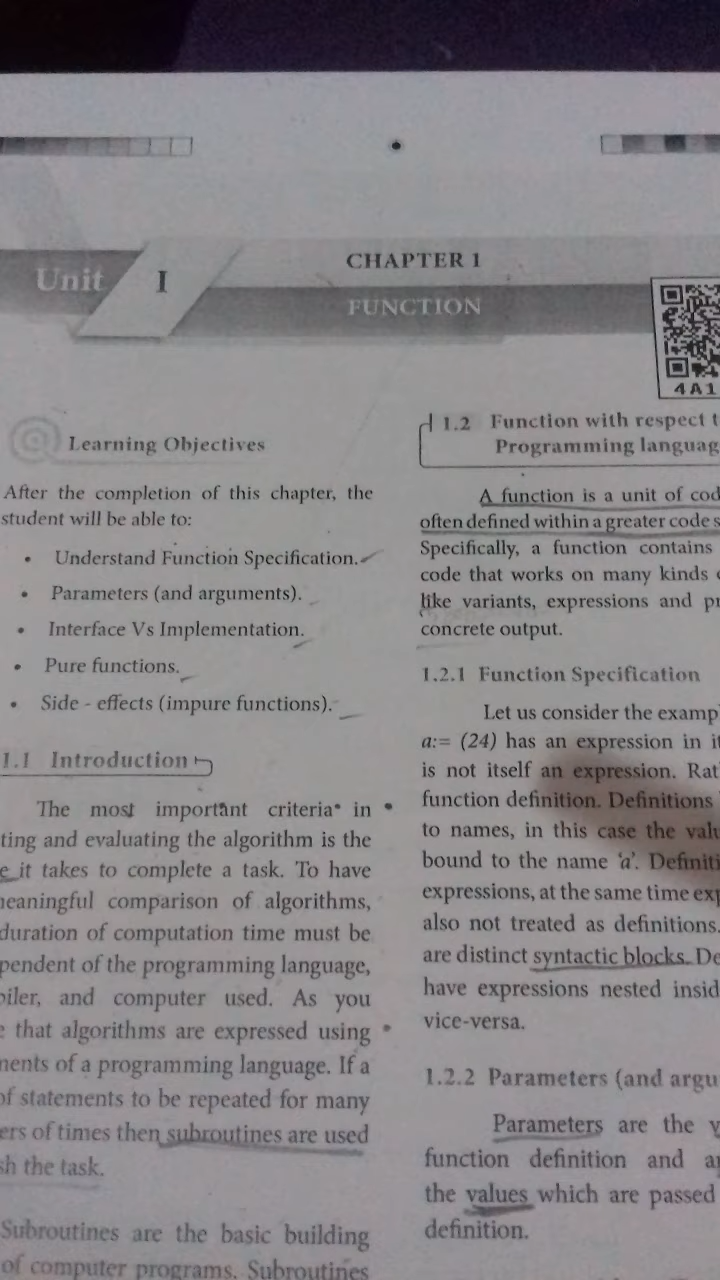 Unit I
CHAPTER 1
FUNCTION
4A1
Learning Objectives
After the completion of this chapter, the
student will be able to:
• Understand Function Specification.
• Parameters (and arguments).
• Interface Vs Implementation.
• Pure functions.
• Side - effects (impure functions).
1.1 Introduction
The most important criteria in
ting and evaluating the algorithm is the
e it takes to complete a task. To have
meaningful comparison of algorithms,
duration of computation time must be
pendent of the programming language,
piler, and computer used. As you
e that algorithms are expressed using
ments of a programming language. If a
of statements to be repeated for many
ers of times then subroutines are used
sh the task.
Subroutines are the basic building
of computer programs. Subroutines
1.2 Function with respect t
Programming languag
A function is a unit of cod
often defined within a greater code s
Specifically, a function contains
code that works on many kinds
like variants, expressions and pr
concrete output.
1.2.1 Function Specification
Let us consider the exampl
a:= (24) has an expression in it
is not itself an expression. Rat
function definition. Definitions
to names, in this case the valu
bound to the name 'a'. Definiti
expressions, at the same time exp
also not treated as definitions.
are distinct syntactic blocks. De
have expressions nested insid
vice-versa.
1.2.2 Parameters (and argu
Parameters are the v
function definition and a
the values which are passed
definition.